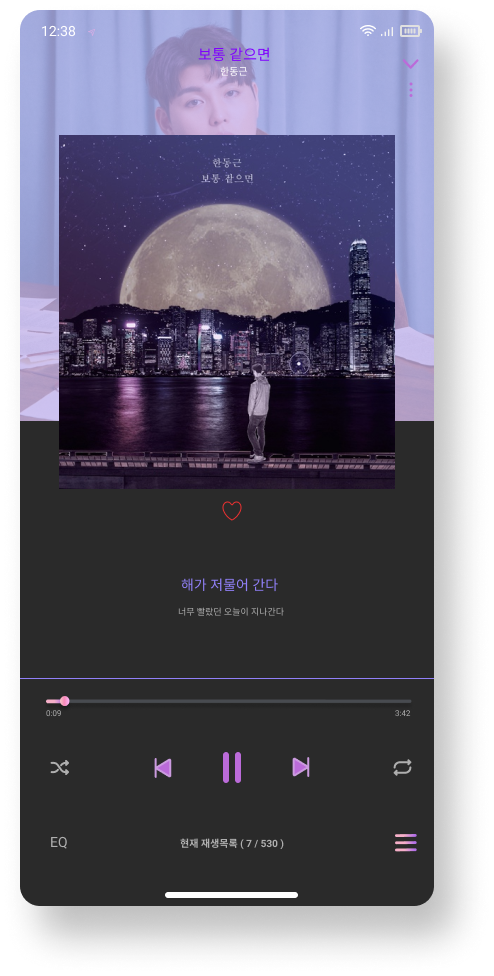 12:38
보통 같으면
한동근
한동근
보통 같으면
해가 저물어 간다
너무 빨랐던 오늘이 지나간다
0:09
3:42
EQ
현재 재생목록 ( 7 / 530 )